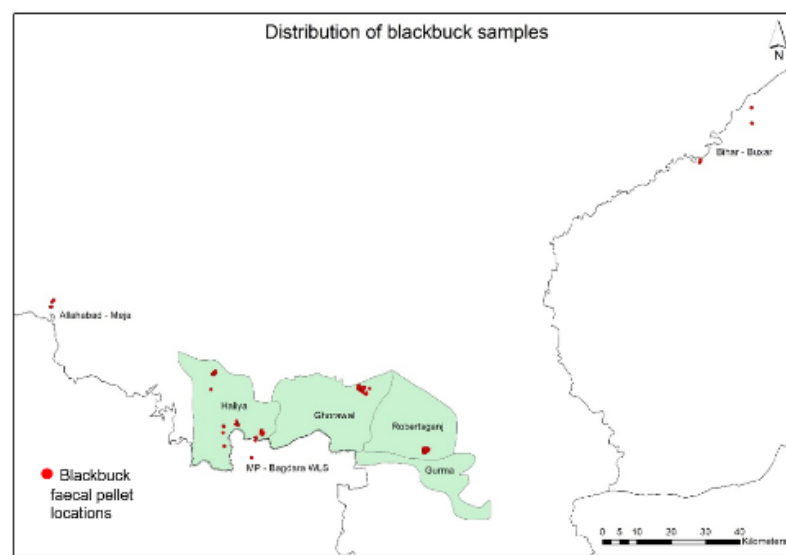 Distribution of blackbuck samples
N
Bihar - Buxar
Allahabad - Meja
Haliya
Ghorawal
Robertsganj
MP - Bagdara WLS
Gurma
Blackbuck
faecal pellet
locations
0 5 10 20 30 40
Kilometers